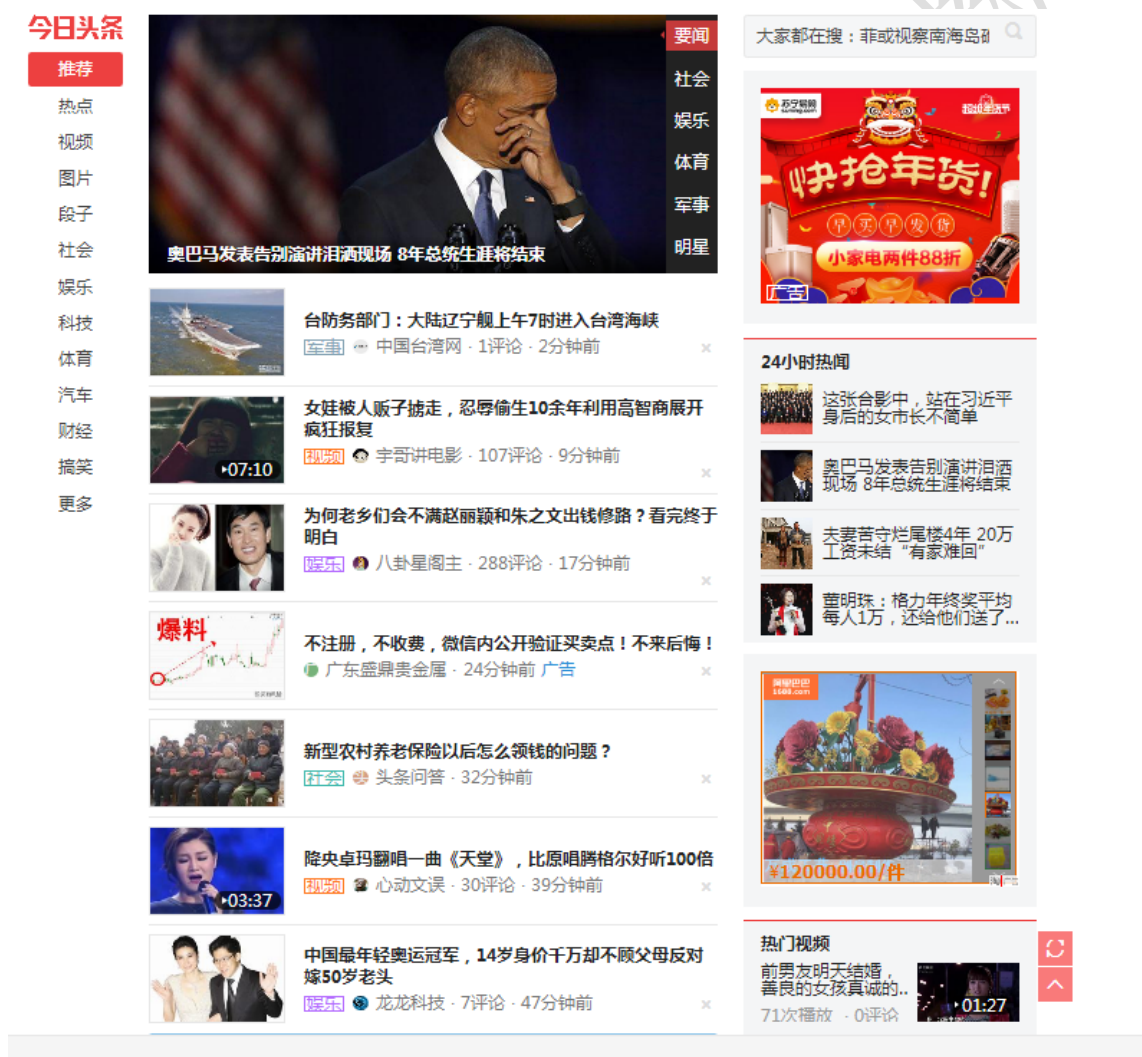 今日头条
推荐
热点
视频
图片
段子
社会
娱乐
科技
体育
汽车
财经
搞笑
更多
要闻
社会
娱乐
体育
军事
明星
奥巴马发表告别演讲泪洒现场 8年总统生涯将结束
台防务部门：大陆辽宁舰上午7时进入台湾海峡
军事 中国台湾网 · 1评论 · 2分钟前
女娃被人贩子掳走，忍辱偷生10余年利用高智商展开
疯狂报复
07:10
视频 宇哥讲电影 · 107评论 · 9分钟前
为何老乡们会不满赵丽颖和朱之文出钱修路？看完终于
明白
娱乐 八卦星阁主 · 288评论 · 17分钟前
爆料
不注册，不收费，微信内公开验证买卖点！不来后悔！
广东盛鼎贵金属 · 24分钟前 广告
新型农村养老保险以后怎么领钱的问题？
社会 头条问答 · 32分钟前
降央卓玛翻唱一曲《天堂》，比原唱腾格尔好听100倍
03:37
视频 心动文误 · 30评论 · 39分钟前
中国最年轻奥运冠军，14岁身价千万却不顾父母反对
嫁50岁老头
娱乐 龙龙科技 · 7评论 · 47分钟前
大家都在搜：菲或视察南海岛
苏宁易购
suning.com
快抢年货!
早买早发货
小家电两件88折
广告
24小时热闻
这张合影中，站在习近平
身后的女市长不简单
奥巴马发表告别演讲泪洒
现场 8年总统生涯将结束
夫妻苦守烂尾楼4年 20万
工资未结“有家难回”
董明珠：格力年终奖平均
每人1万，还给他们送了...
阿里巴巴
1688.com
¥120000.00/件
热门视频
前男友明天结婚，
善良的女孩真诚的..
71次播放 · 0评论
01:27